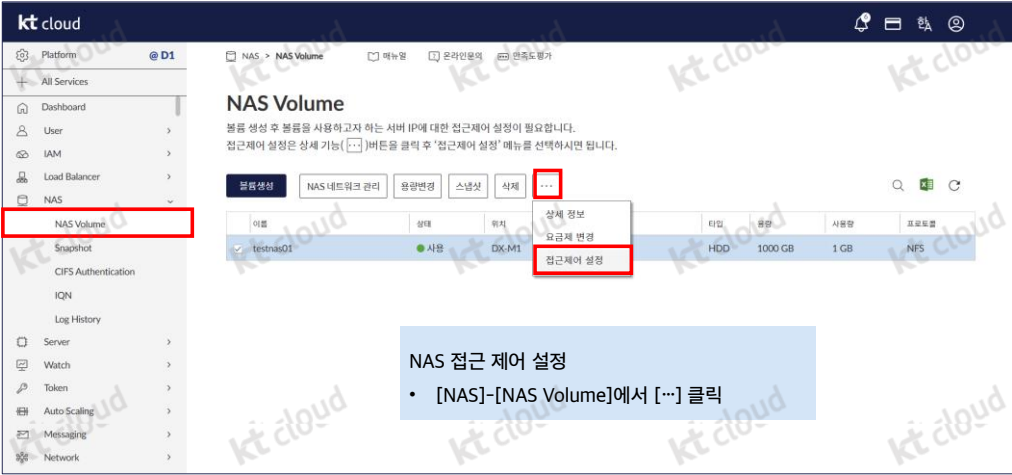 kt cloud
Platform @ D1
All Services
Dashboard
User
IAM
Load Balancer
NAS
NAS Volume
Snapshot
CIFS Authentication
IQN
Log History
Server
Watch
Token
Auto Scaling
Messaging
Network
NAS > NAS Volume 매뉴얼 온라인문의 만족도평가
NAS Volume
볼륨 생성 후 볼륨을 사용하고자 하는 서버 IP에 대한 접근제어 설정이 필요합니다.
접근제어 설정은 상세 기능( ··· )버튼을 클릭 후 '접근제어 설정' 메뉴를 선택하시면 됩니다.
볼륨생성 NAS 네트워크 관리 용량변경 스냅샷 삭제 ···
이름 상태 위치 타입 용량 사용량 프로토콜
testnas01 사용 DX-M1 HDD 1000 GB 1 GB NFS
상세 정보
요금제 변경
접근제어 설정
NAS 접근 제어 설정
• [NAS]-[NAS Volume]에서 [···] 클릭